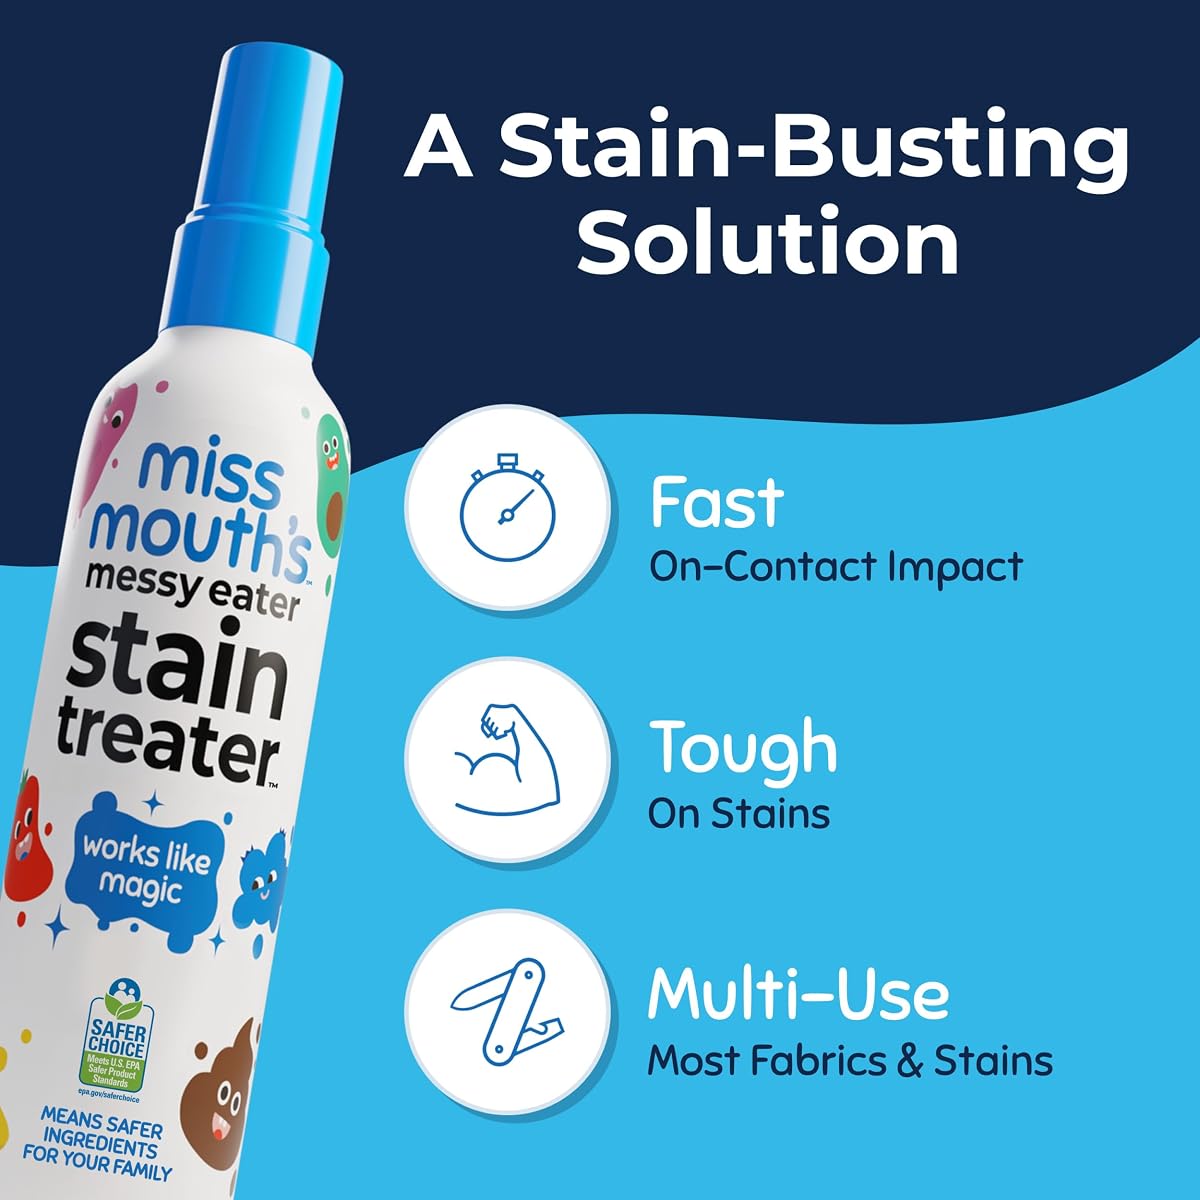 A Stain-Busting
Solution
miss
mouth's™
messy eater
stain
treater™
works like
magic
SAFER
CHOICE
Meets U.S. EPA
Safer Product
Standards
epa.gov/saferchoice
MEANS SAFER
INGREDIENTS
FOR YOUR FAMILY
Fast
On-Contact Impact
Tough
On Stains
Multi-Use
Most Fabrics & Stains